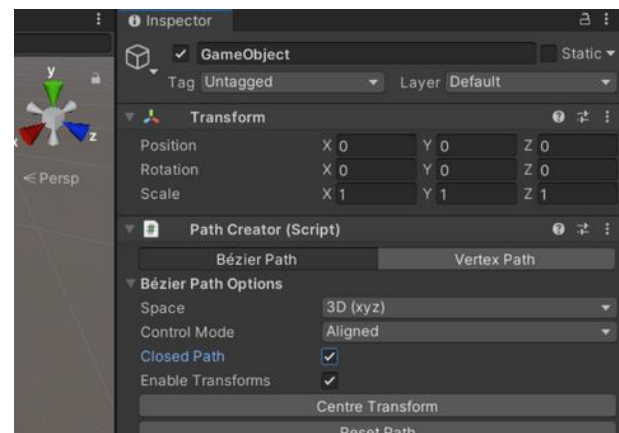 Inspector
GameObject Static
Tag Untagged Layer Default
y
x z
Persp
Transform
Position X 0 Y 0 Z 0
Rotation X 0 Y 0 Z 0
Scale X 1 Y 1 Z 1
# Path Creator (Script)
Bézier Path Vertex Path
Bézier Path Options
Space 3D (xyz)
Control Mode Aligned
Closed Path
Enable Transforms
Centre Transform
Reset Path